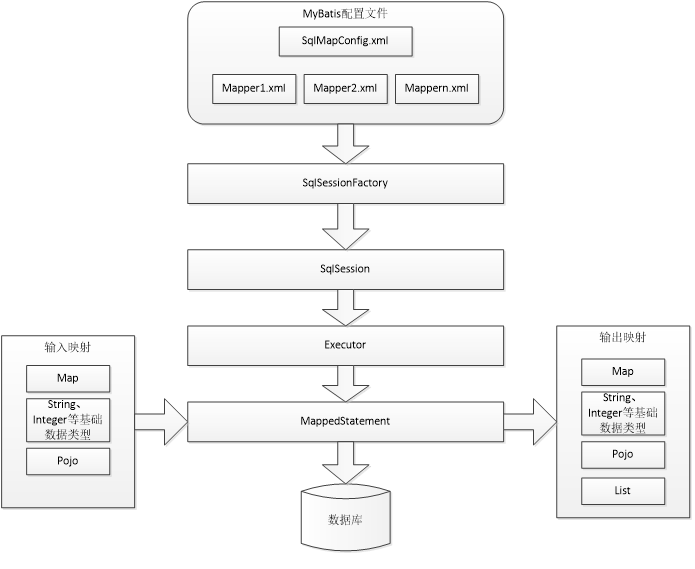 MyBatis配置文件
SqlMapConfig.xml
Mapper1.xml
Mapper2.xml
Mappern.xml
SqlSessionFactory
SqlSession
Executor
输入映射
Map
String、
Integer等基础
数据类型
Pojo
MappedStatement
输出映射
Map
String、
Integer等基础
数据类型
Pojo
List
数据库